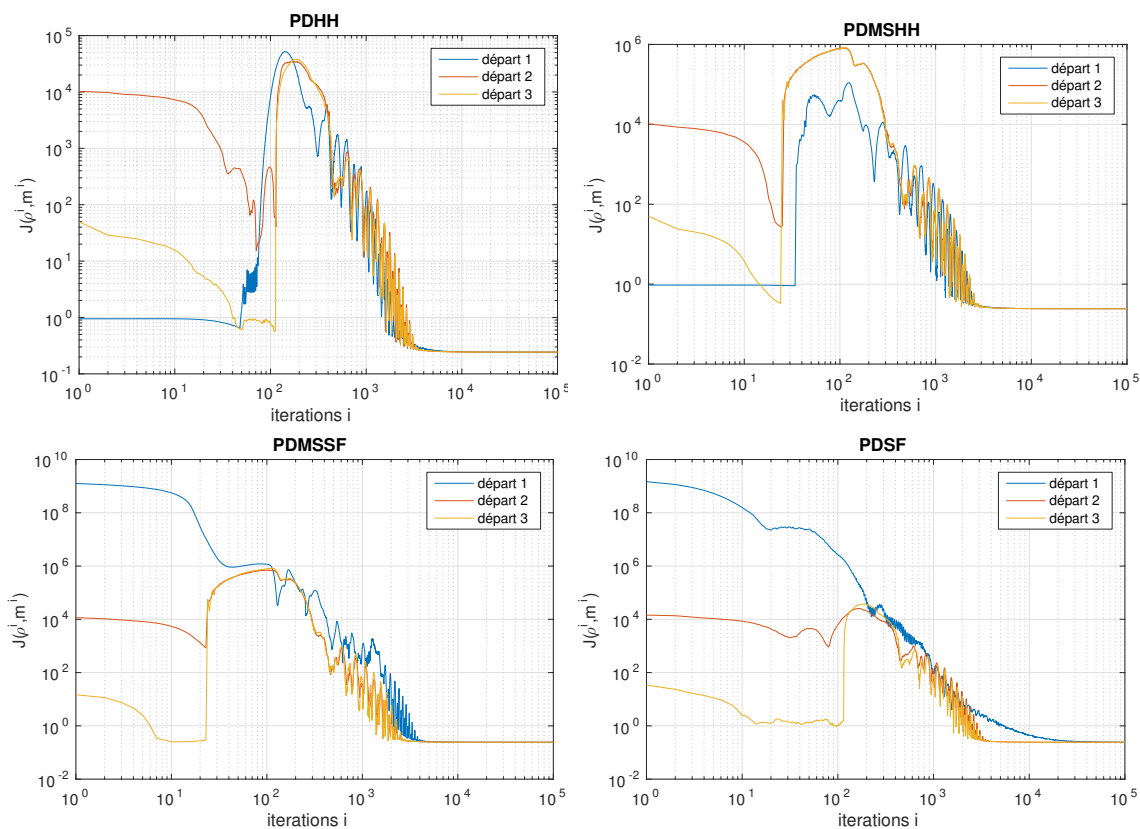 PDHH
10^5
10^4
10^3
10^2
10^1
10^0
10^-1
J(ρ^i,m^i)
départ 1
départ 2
départ 3
10^0 10^1 10^2 10^3 10^4 10^5
iterations i
PDMSHH
10^6
10^4
10^2
10^0
10^-2
J(ρ^i,m^i)
départ 1
départ 2
départ 3
10^0 10^1 10^2 10^3 10^4 10^5
iterations i
PDMSSF
10^10
10^8
10^6
10^4
10^2
10^0
10^-2
J(ρ^i,m^i)
départ 1
départ 2
départ 3
10^0 10^1 10^2 10^3 10^4 10^5
iterations i
PDSF
10^10
10^8
10^6
10^4
10^2
10^0
10^-2
J(ρ^i,m^i)
départ 1
départ 2
départ 3
10^0 10^1 10^2 10^3 10^4 10^5
iterations i